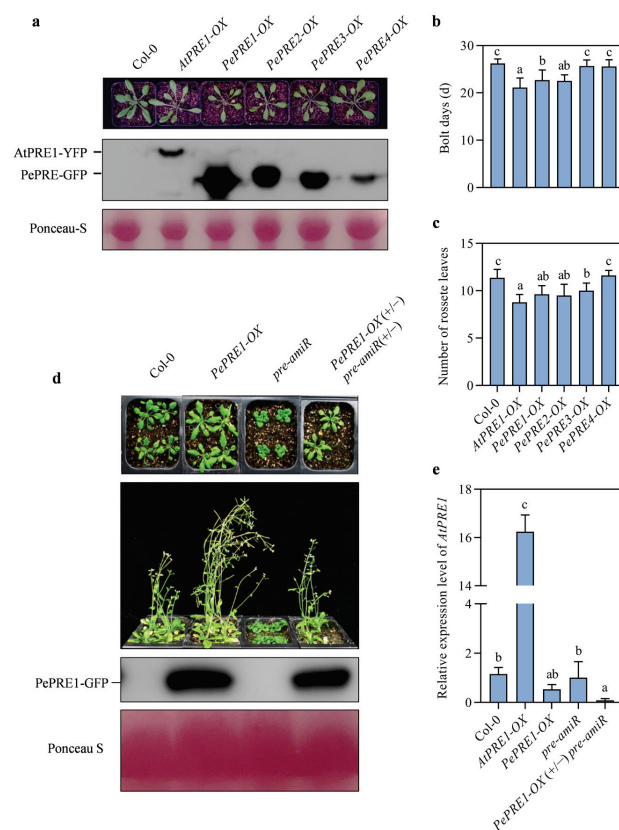 a
Col-0
AtPRE1-OX
PePRE1-OX
PePRE2-OX
PePRE3-OX
PePRE4-OX
AtPRE1-YFP
PePRE-GFP
Ponceau-S
b
Bolt days (d)
30
20
10
0
c
a
b
ab
c
c
c
Number of rossete leaves
15
10
5
0
c
a
ab
ab
b
c
Col-0
AtPRE1-OX
PePRE1-OX
PePRE2-OX
PePRE3-OX
PePRE4-OX
d
Col-0
PePRE1-OX
pre-amiR
PePRE1-OX (+/−)
pre-amiR(+/−)
PePRE1-GFP
Ponceau S
e
Relative expression level of AtPRE1
18
16
14
4
2
0
b
c
ab
b
a
Col-0
AtPRE1-OX
PePRE1-OX
pre-amiR
PePRE1-OX (+/−) pre-amiR